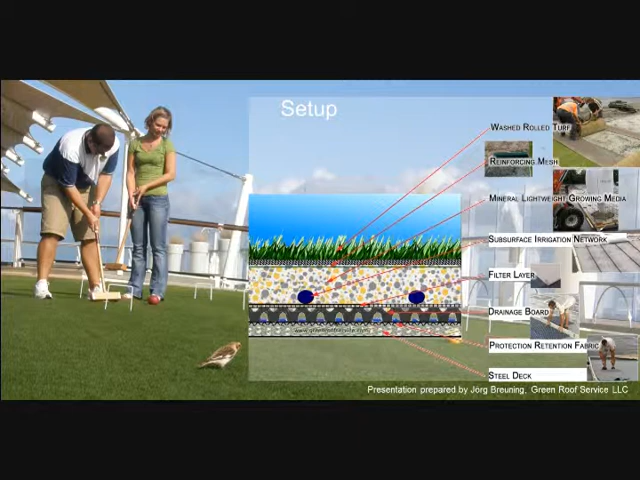 Setup
WASHED ROLLED TURF
REINFORCING MESH
MINERAL LIGHTWEIGHT GROWING MEDIA
SUBSURFACE IRRIGATION NETWORK
FILTER LAYER
DRAINAGE BOARD
PROTECTION RETENTION FABRIC
STEEL DECK
Presentation prepared by Jörg Breuning, Green Roof Service LLC